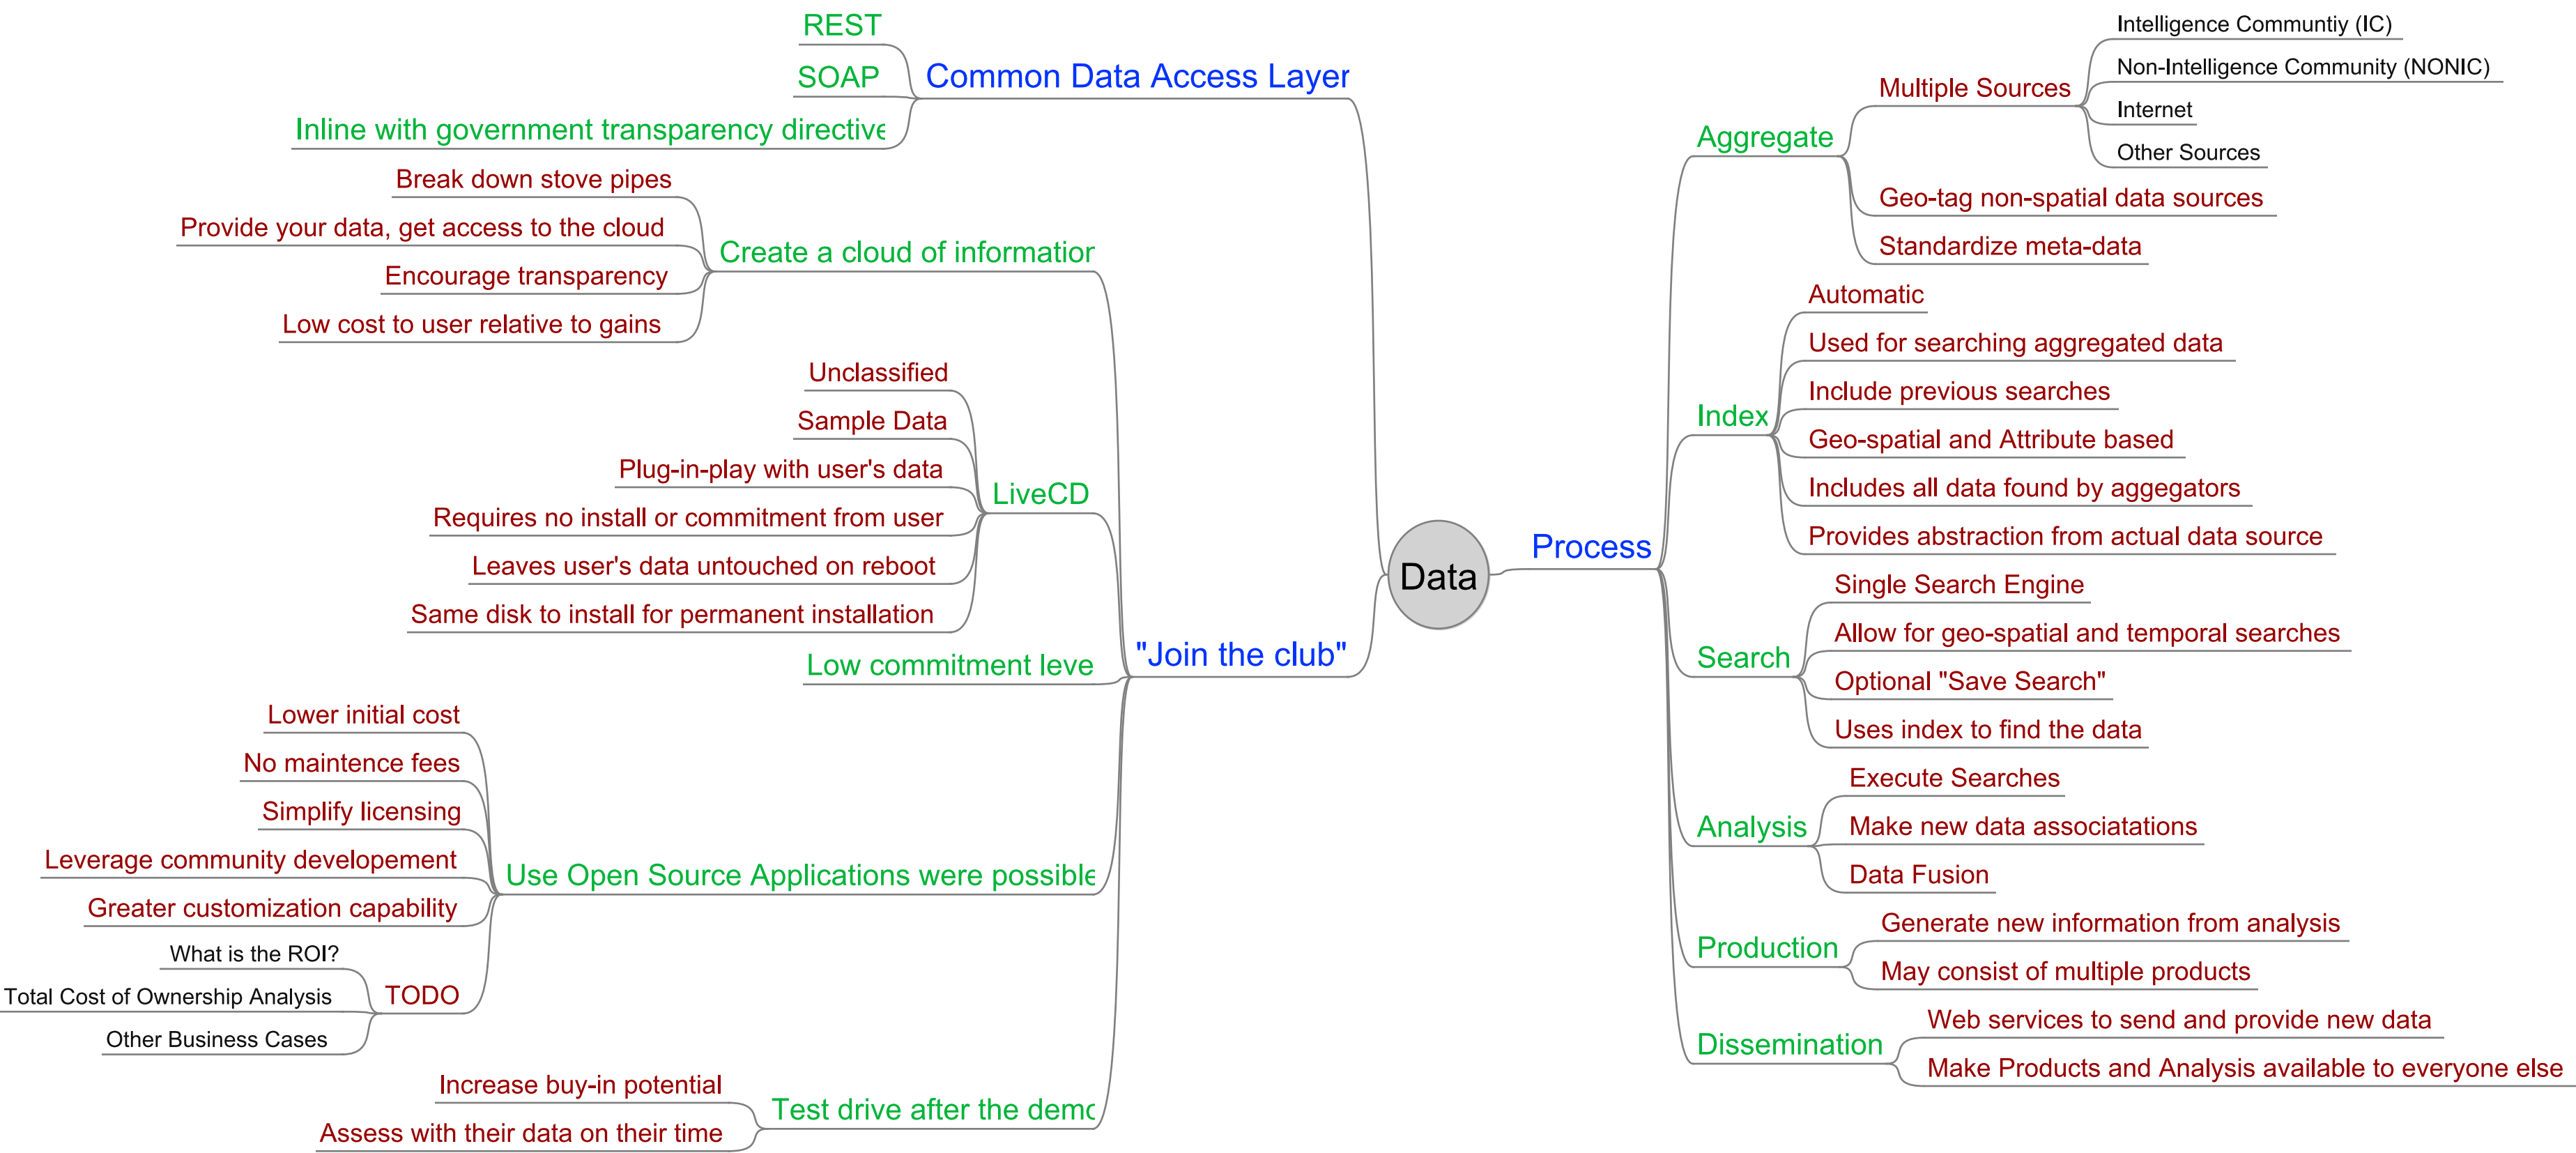 REST
SOAP
Inline with government transparency directive
Common Data Access Layer
Break down stove pipes
Provide your data, get access to the cloud
Encourage transparency
Low cost to user relative to gains
Create a cloud of information
Unclassified
Sample Data
Plug-in-play with user's data
Requires no install or commitment from user
Leaves user's data untouched on reboot
Same disk to install for permanent installation
LiveCD
Low commitment leve
"Join the club"
Lower initial cost
No maintence fees
Simplify licensing
Leverage community developement
Greater customization capability
What is the ROI?
Total Cost of Ownership Analysis
Other Business Cases
TODO
Use Open Source Applications were possible
Increase buy-in potential
Assess with their data on their time
Test drive after the demo
Data
Process
Aggregate
Multiple Sources
Intelligence Communtiy (IC)
Non-Intelligence Community (NONIC)
Internet
Other Sources
Geo-tag non-spatial data sources
Standardize meta-data
Index
Automatic
Used for searching aggregated data
Include previous searches
Geo-spatial and Attribute based
Includes all data found by aggegators
Provides abstraction from actual data source
Search
Single Search Engine
Allow for geo-spatial and temporal searches
Optional "Save Search"
Uses index to find the data
Analysis
Execute Searches
Make new data associatations
Data Fusion
Production
Generate new information from analysis
May consist of multiple products
Dissemination
Web services to send and provide new data
Make Products and Analysis available to everyone else